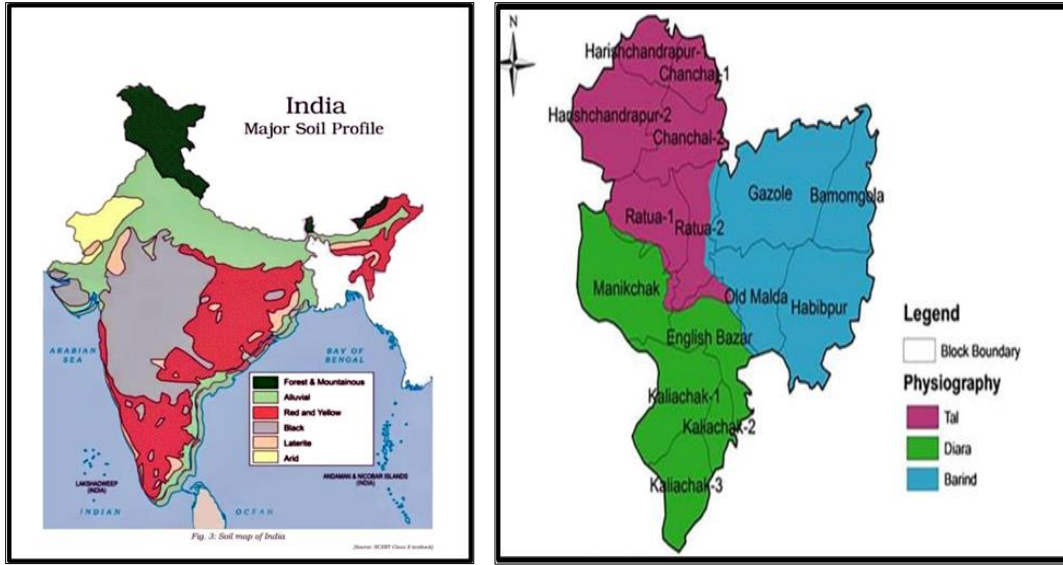 India
Major Soil Profile
ARABIAN
SEA
BAY OF
BENGAL
Forest & Mountainous
Alluvial
Red and Yellow
Black
Laterite
Arid
LAKSHADWEEP
(INDIA)
ANDAMAN & NICOBAR ISLANDS
(INDIA)
INDIAN OCEAN
Fig. 3: Soil map of India
(Source: NCERT Class X textbook)
N
Harishchandrapur-1
Chanchal-1
Harishchandrapur-2
Chanchal-2
Gazole
Bamomgola
Ratua-1
Ratua-2
Manikchak
Old Malda
Habibpur
English Bazar
Kaliachak-1
Kaliachak-2
Kaliachak-3
Legend
Block Boundary
Physiography
Tal
Diara
Barind